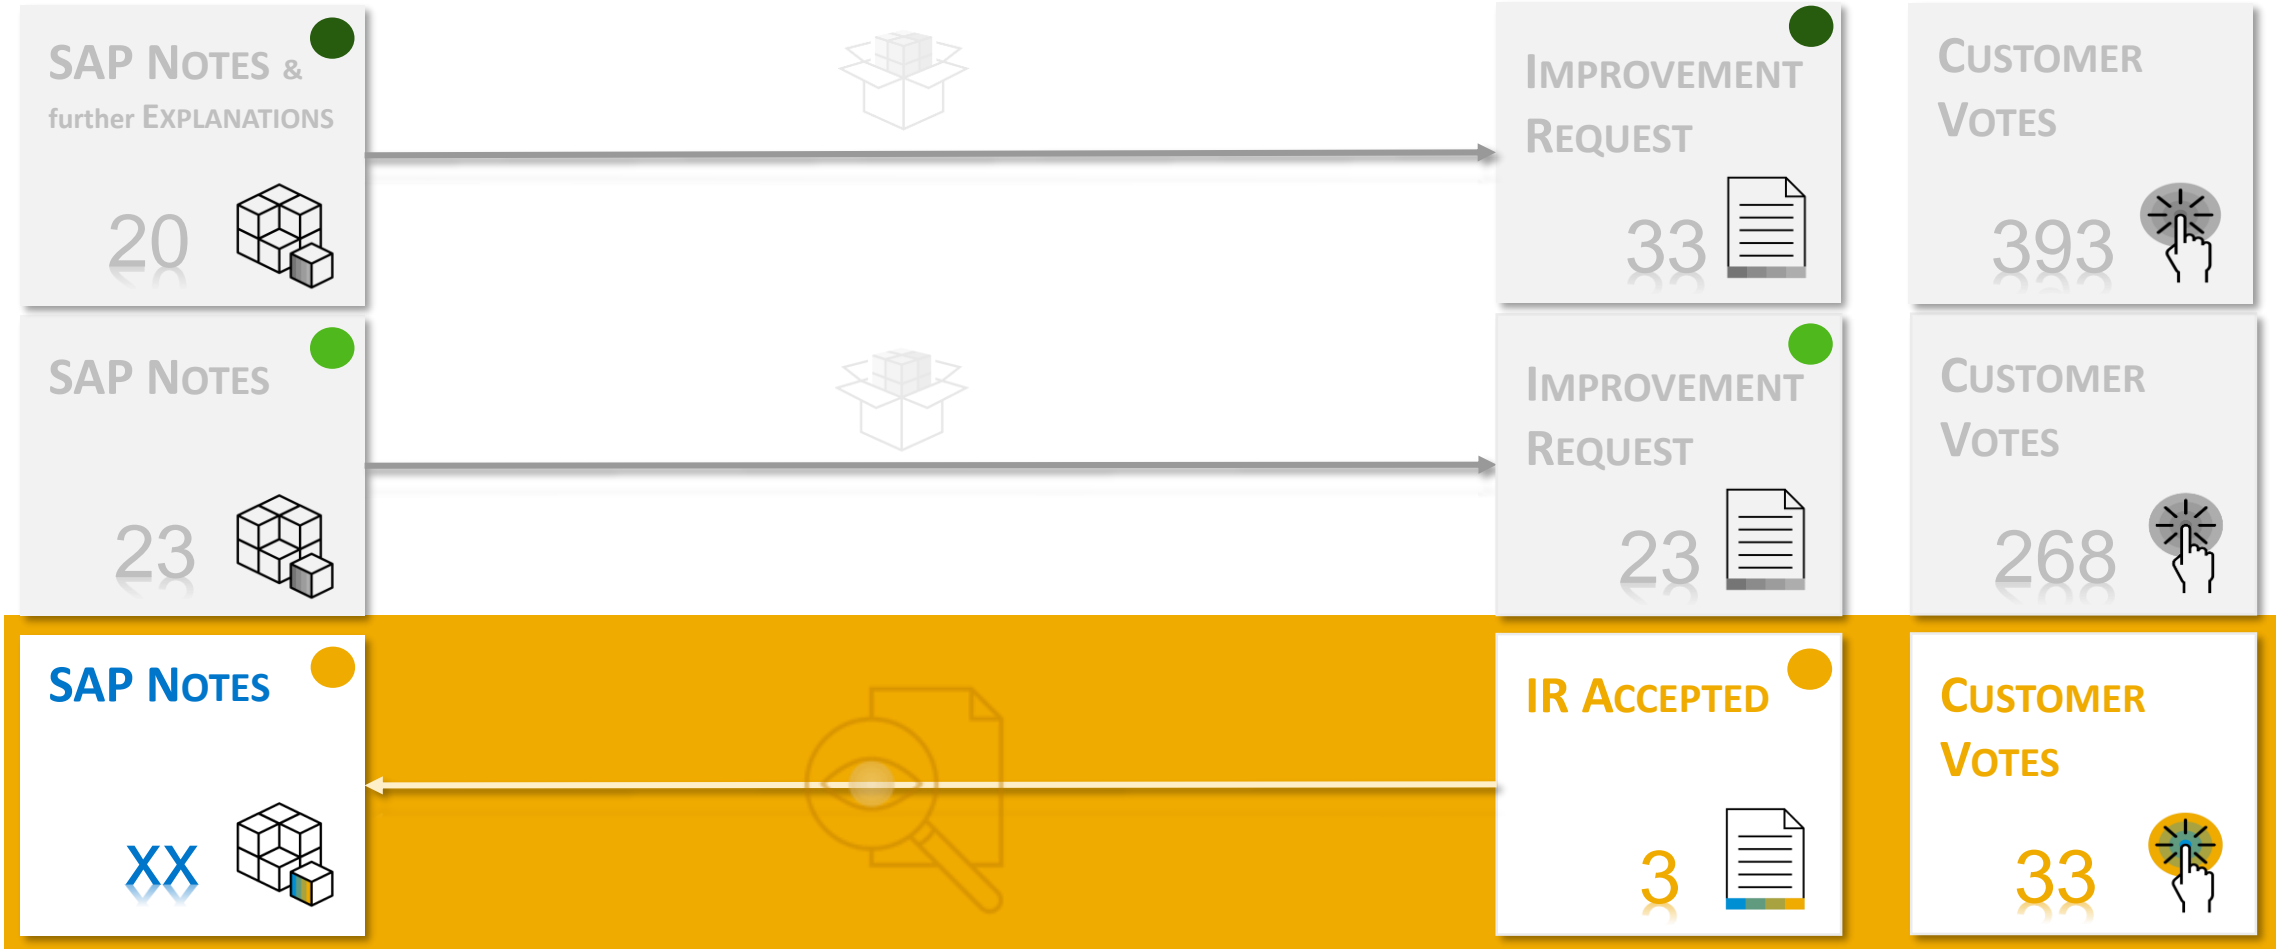 SAP NOTES &
further EXPLANATIONS
20
IMPROVEMENT
REQUEST
33
CUSTOMER
VOTES
393
SAP NOTES
23
IMPROVEMENT
REQUEST
23
CUSTOMER
VOTES
268
SAP NOTES
xx
IR ACCEPTED
3
CUSTOMER
VOTES
33